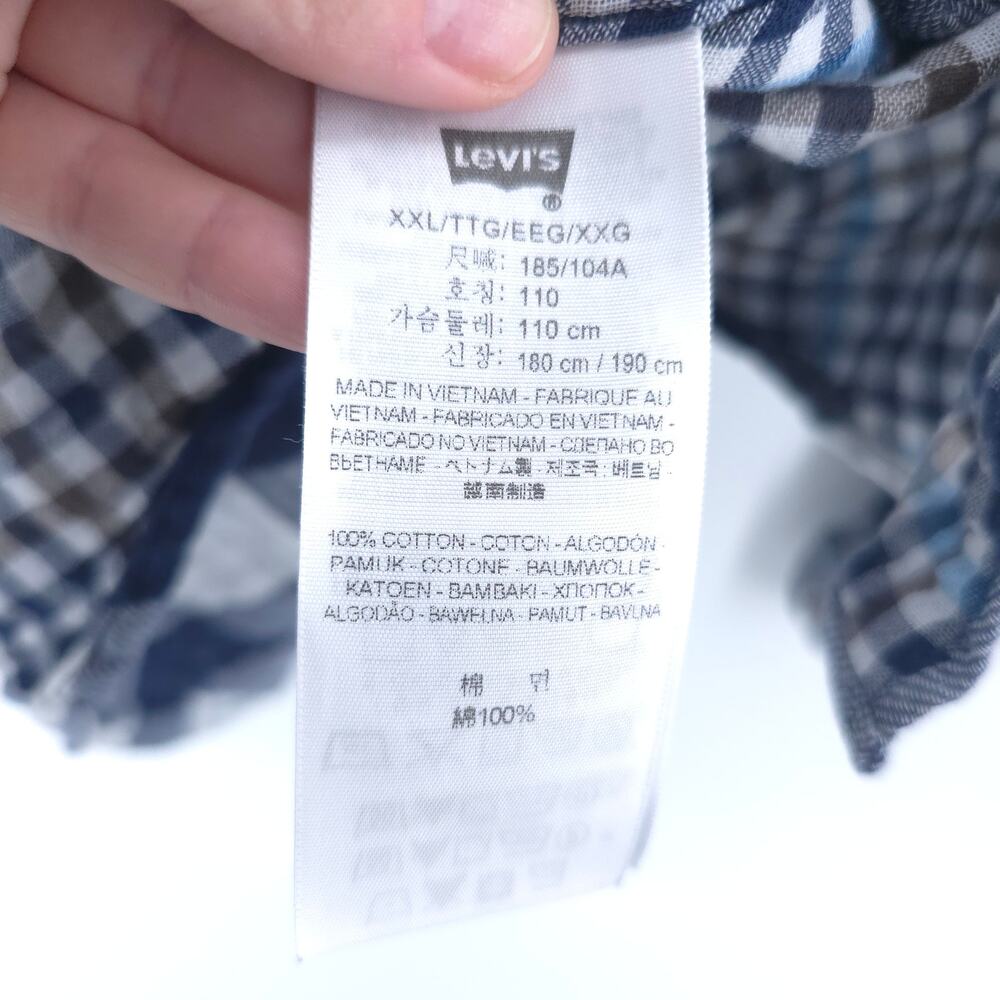 LEVI'S
®
XXL/TTG/EEG/XXG
尺碱: 185/104A
호칭: 110
가슴둘레: 110 cm
신장: 180 cm / 190 cm
MADE IN VIETNAM - FABRIQUE AU
VIETNAM - FABRICADO EN VIETNAM -
FABRICADO NO VIETNAM - СДЕЛАНО ВО
ВЬЕТНАМЕ - ベトナム製 - 제조국: 베트남 -
越南制造
100% COTTON - COTON - ALGODÓN -
PAMUK - COTONE - BAUMWOLLE -
KATOEN - BAMBAKI - ХЛОПОК -
ALGODÃO - BAWEŁNA - PAMUT - BAVLNA
棉 면
綿100%